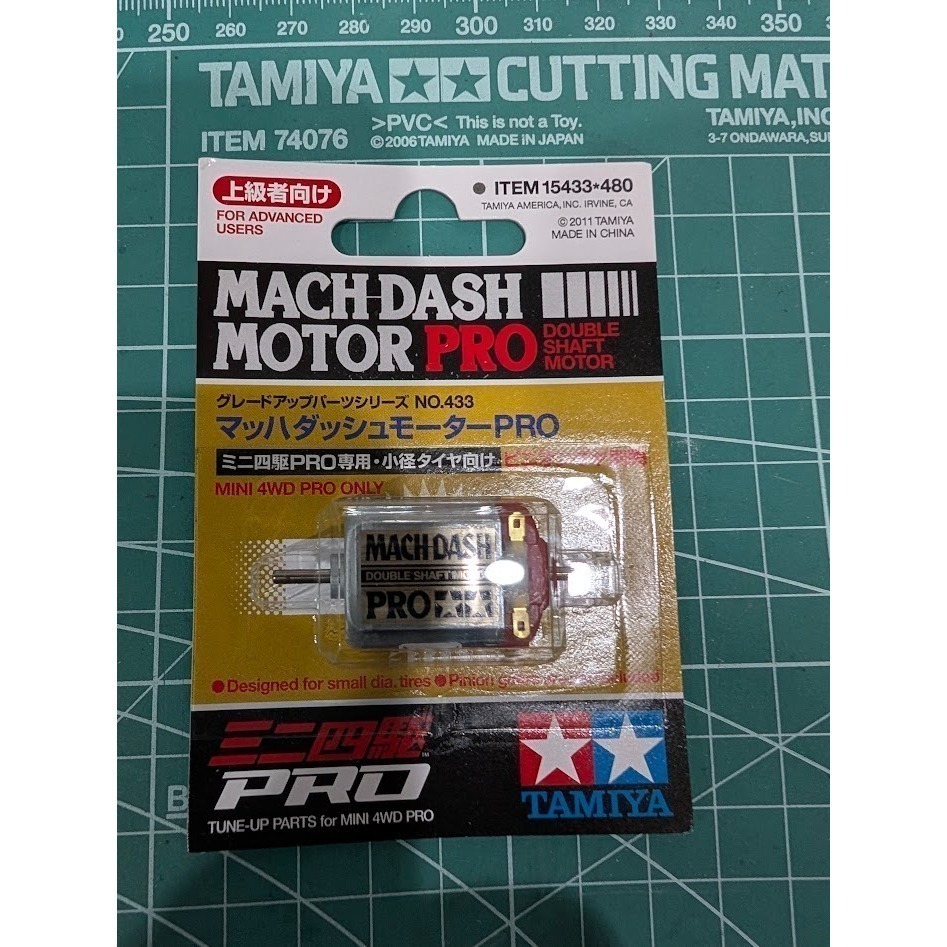 250 260 270 280 290 300 310 320 330 340 350
TAMIYA CUTTING MAT
>PVC< This is not a Toy.
TAMIYA, INC
ITEM 74076
©2006 TAMIYA MADE IN JAPAN
3-7 ONDAWARA,
上級者向け
FOR ADVANCED
USERS
ITEM 15433*480
TAMIYA AMERICA, INC. IRVINE, CA
©2011 TAMIYA
MADE IN CHINA
MACH-DASH
MOTOR PRO
DOUBLE
SHAFT
MOTOR
グレードアップパーツシリーズ NO.433
マッハダッシュモーターPRO
ミニ四駆PRO専用・小径タイヤ向け
MINI 4WD PRO ONLY
MACH-DASH
DOUBLE SHAFT MOTOR
PRO
●Designed for small dia. tires ●Pinion
ミニ四駆
PRO
TUNE-UP PARTS for MINI 4WD PRO
TAMIYA
B